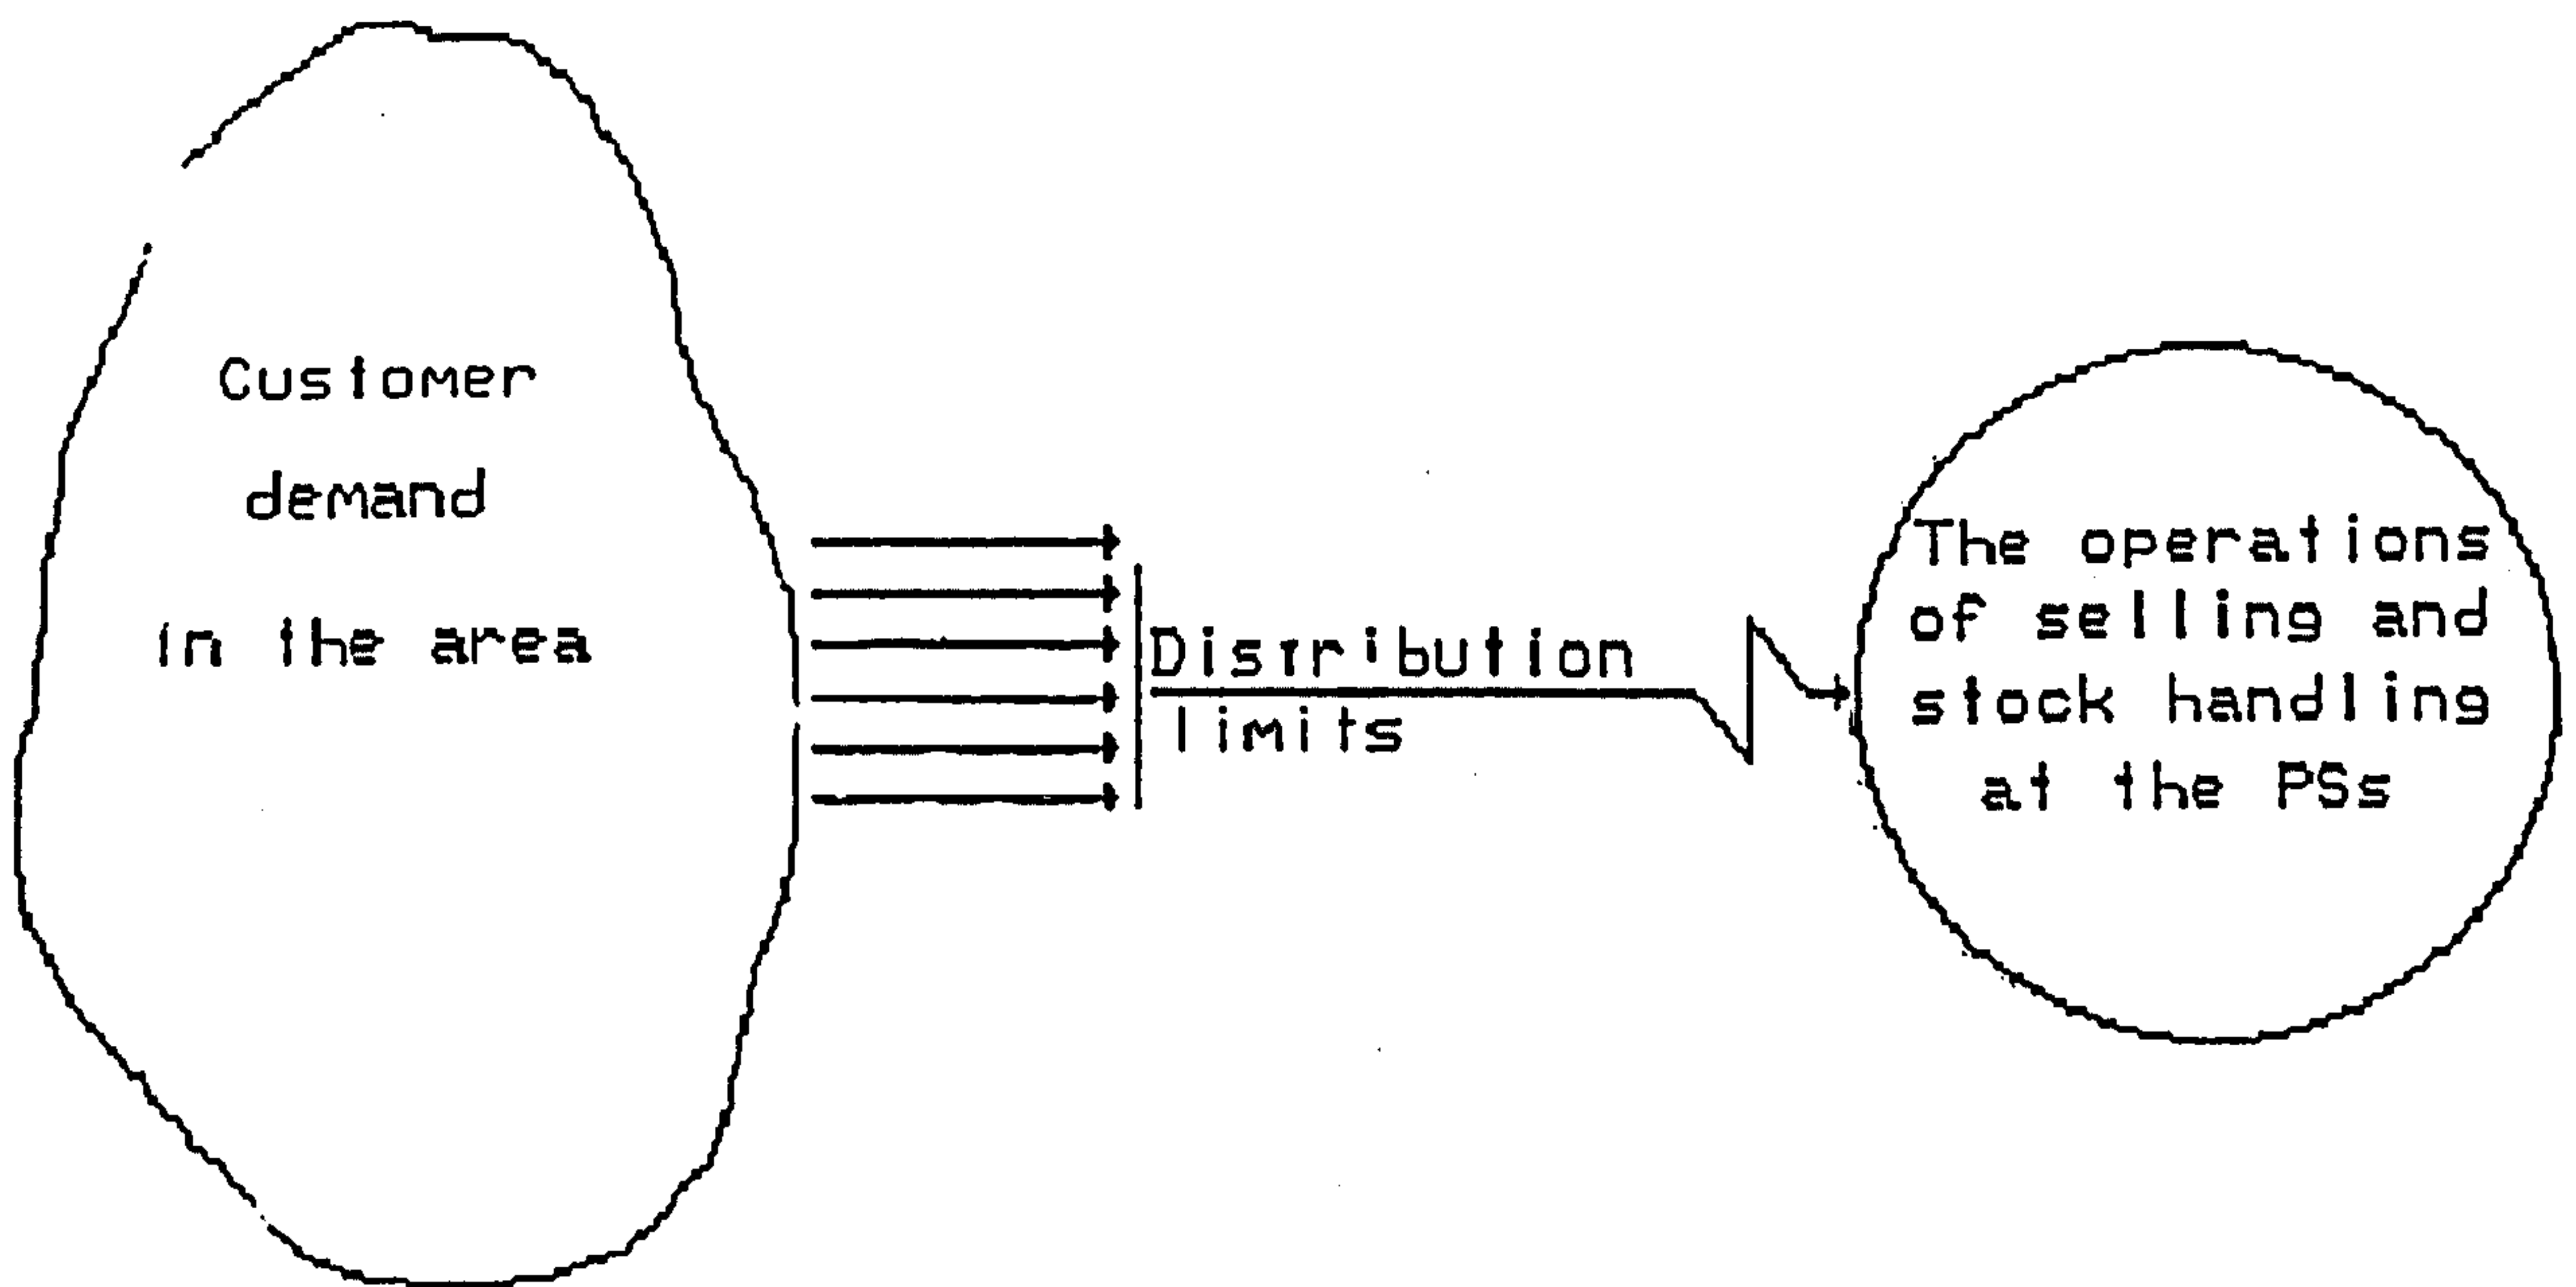 Customer
demand
in the area
Distribution
limits
The operations
of selling and
stock handling
at the PSs